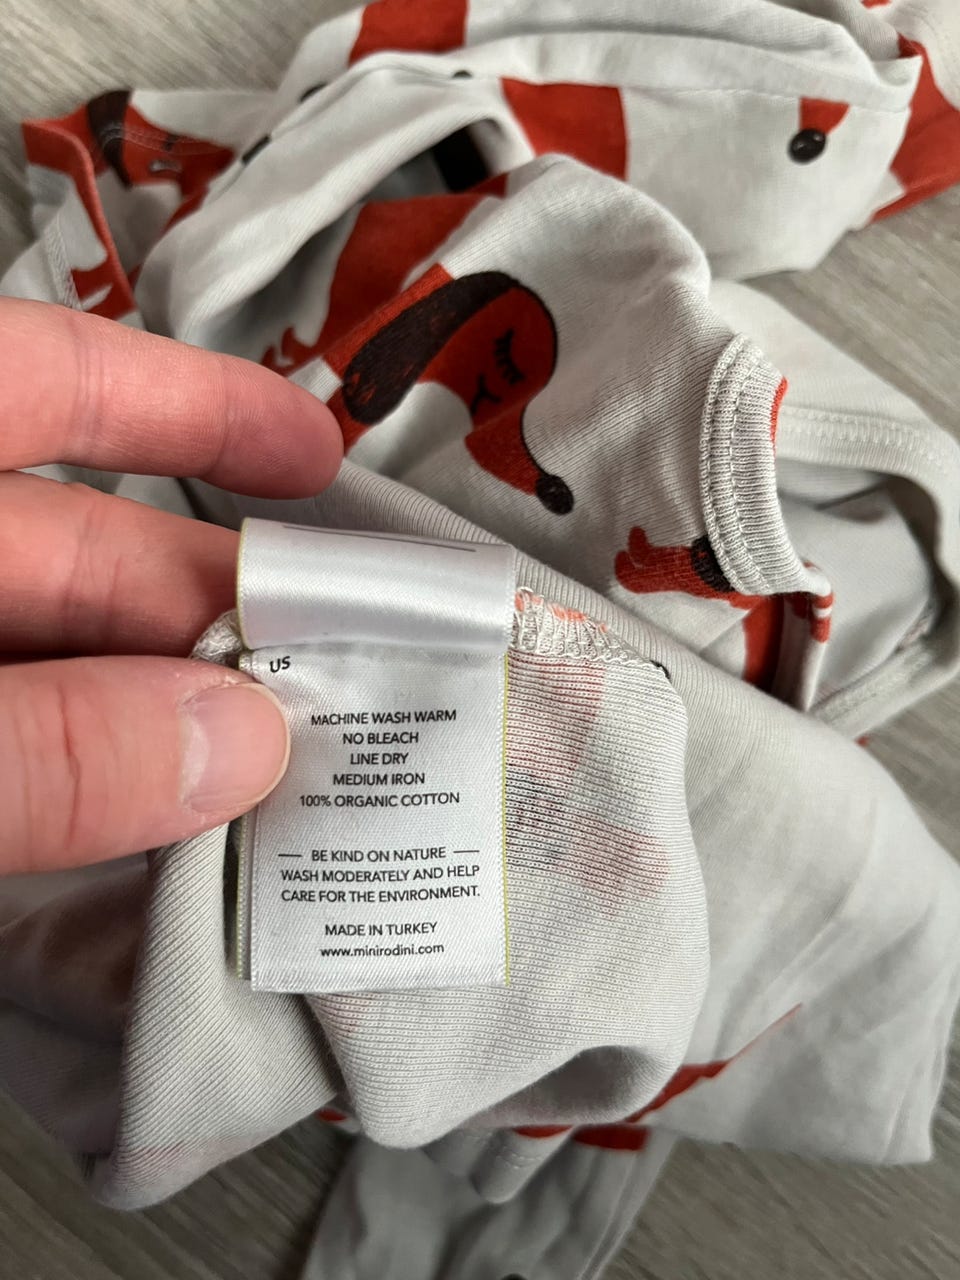 US
MACHINE WASH WARM
NO BLEACH
LINE DRY
MEDIUM IRON
100% ORGANIC COTTON
BE KIND ON NATURE
WASH MODERATELY AND HELP
CARE FOR THE ENVIRONMENT.
MADE IN TURKEY
www.minirodini.com